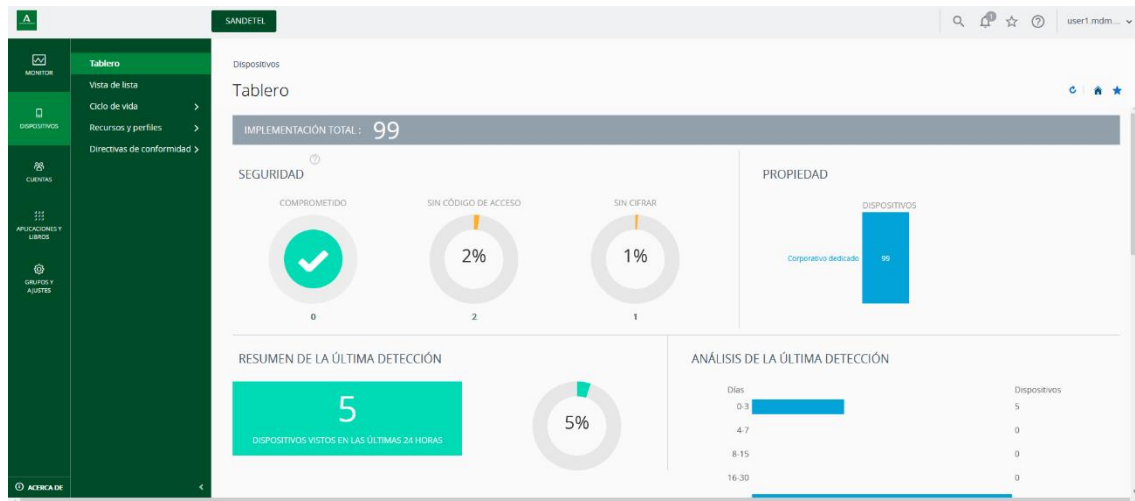 A
SANDETEL
1
user1.mdm...
MONITOR
DISPOSITIVOS
CUENTAS
APLICACIONES Y
LIBROS
GRUPOS Y
AJUSTES
ACERCA DE
Tablero
Vista de lista
Ciclo de vida
Recursos y perfiles
Directivas de conformidad
Dispositivos
Tablero
IMPLEMENTACIÓN TOTAL : 99
SEGURIDAD
COMPROMETIDO
SIN CÓDIGO DE ACCESO
SIN CIFRAR
2%
1%
0
2
1
PROPIEDAD
DISPOSITIVOS
Corporativo dedicado
99
RESUMEN DE LA ÚLTIMA DETECCIÓN
5
DISPOSITIVOS VISTOS EN LAS ÚLTIMAS 24 HORAS
5%
ANÁLISIS DE LA ÚLTIMA DETECCIÓN
Días Dispositivos
0-3 5
4-7 0
8-15 0
16-30 0